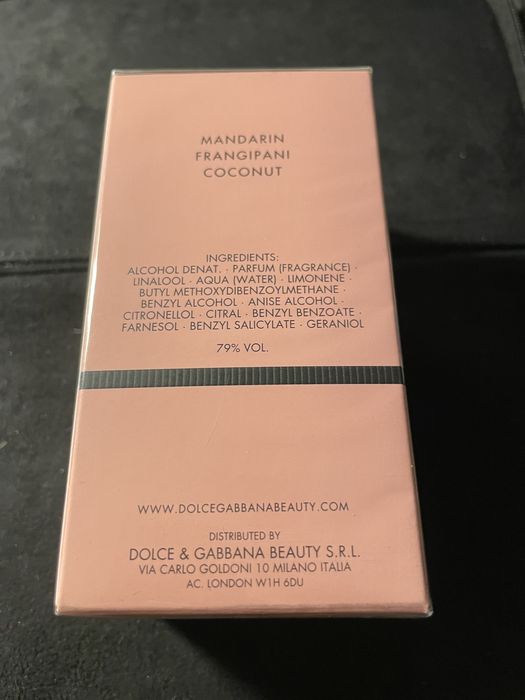 MANDARIN
FRANGIPANI
COCONUT
INGREDIENTS:
ALCOHOL DENAT. · PARFUM (FRAGRANCE) ·
LINALOOL · AQUA (WATER) · LIMONENE ·
BUTYL METHOXYDIBENZOYLMETHANE ·
BENZYL ALCOHOL · ANISE ALCOHOL ·
CITRONELLOL · CITRAL · BENZYL BENZOATE ·
FARNESOL · BENZYL SALICYLATE · GERANIOL
79% VOL.
WWW.DOLCEGABBANABEAUTY.COM
DISTRIBUTED BY
DOLCE & GABBANA BEAUTY S.R.L.
VIA CARLO GOLDONI 10 MILANO ITALIA
AC. LONDON W1H 6DU